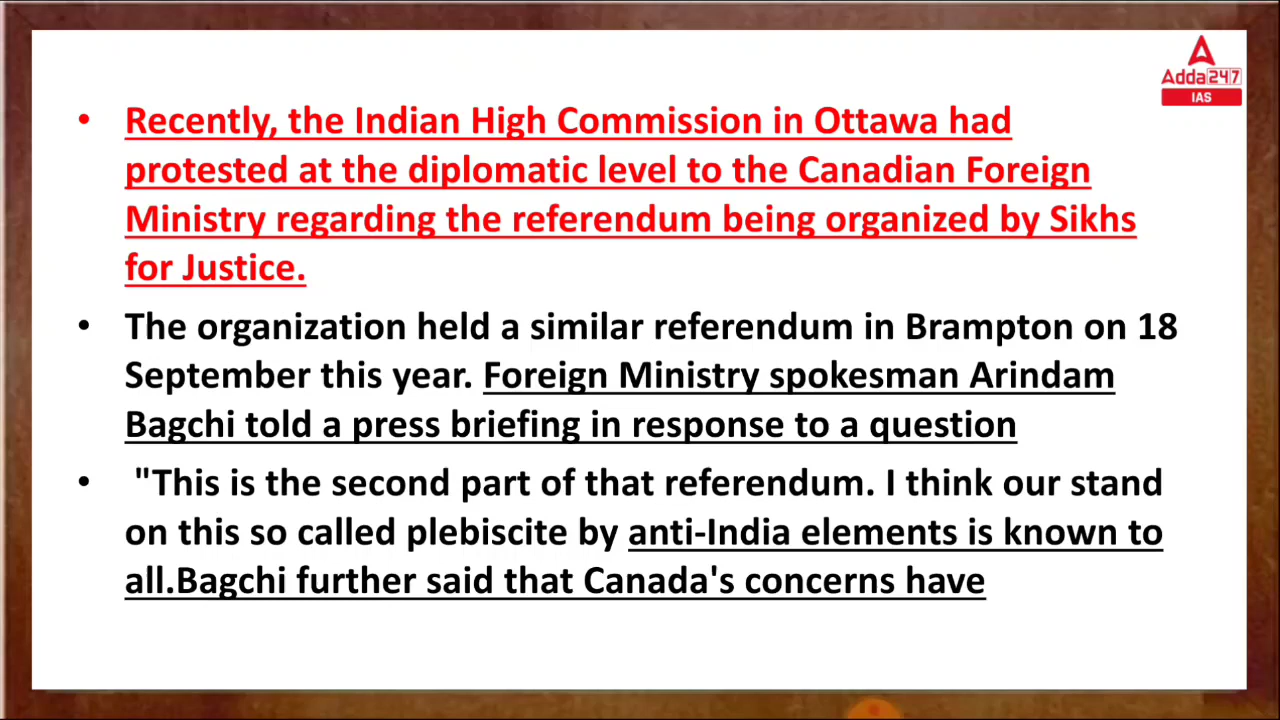 Adda247
IAS
• Recently, the Indian High Commission in Ottawa had
protested at the diplomatic level to the Canadian Foreign
Ministry regarding the referendum being organized by Sikhs
for Justice.
• The organization held a similar referendum in Brampton on 18
September this year. Foreign Ministry spokesman Arindam
Bagchi told a press briefing in response to a question
• "This is the second part of that referendum. I think our stand
on this so called plebiscite by anti-India elements is known to
all.Bagchi further said that Canada's concerns have